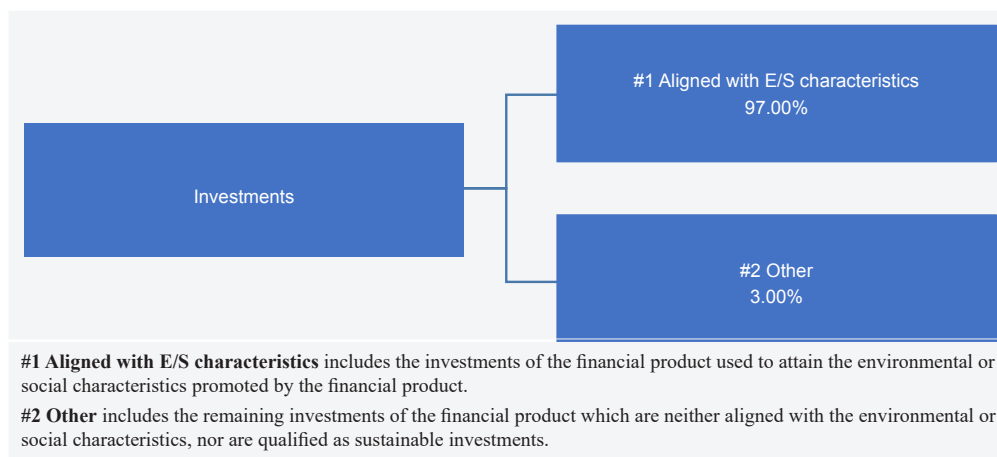 #1 Aligned with E/S characteristics
97.00%
Investments
#2 Other
3.00%
#1 Aligned with E/S characteristics includes the investments of the financial product used to attain the environmental or
social characteristics promoted by the financial product.
#2 Other includes the remaining investments of the financial product which are neither aligned with the environmental or
social characteristics, nor are qualified as sustainable investments.